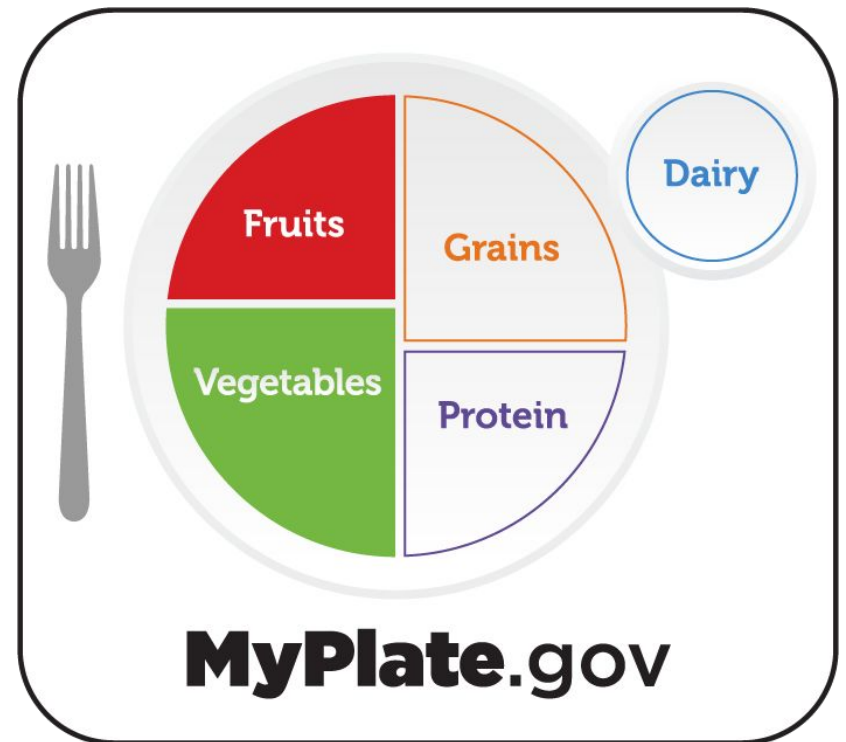 Fruits
Grains
Dairy
Vegetables
Protein
MyPlate.gov